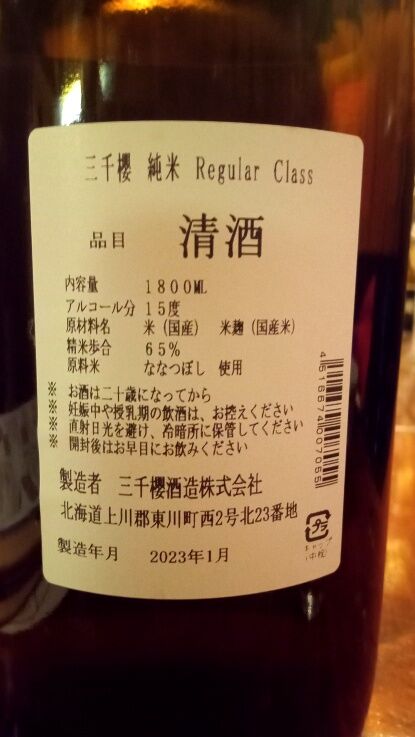 三千櫻 純米 Regular Class
品目 清酒
内容量 1800ML
アルコール分 15度
原材料名 米(国産) 米麹(国産米)
精米歩合 65%
原料米 ななつぼし 使用
※ お酒は二十歳になってから
※ 妊娠中や授乳期の飲酒は、お控えください
※ 直射日光を避け、冷暗所に保管してください
※ 開封後はお早目にお飲みください
製造者 三千櫻酒造株式会社
北海道上川郡東川町西2号北23番地
製造年月 2023年1月
プラ
キャップ
(中栓)